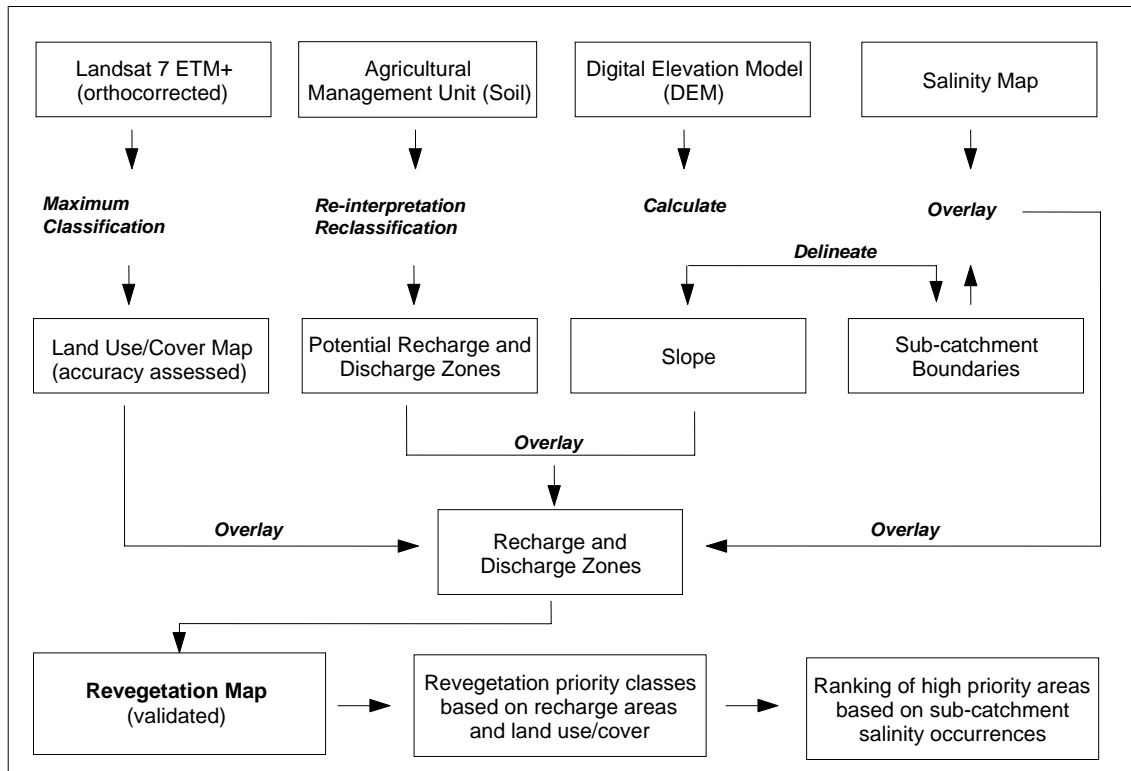 Landsat 7 ETM+
(orthocorrected)
Agricultural
Management Unit (Soil)
Digital Elevation Model
(DEM)
Salinity Map
Maximum
Classification
Re-interpretation
Reclassification
Calculate
Overlay
Delineate
Land Use/Cover Map
(accuracy assessed)
Potential Recharge and
Discharge Zones
Slope
Sub-catchment
Boundaries
Overlay
Overlay
Overlay
Recharge and
Discharge Zones
Revegetation Map
(validated)
Revegetation priority classes
based on recharge areas
and land use/cover
Ranking of high priority areas
based on sub-catchment
salinity occurrences